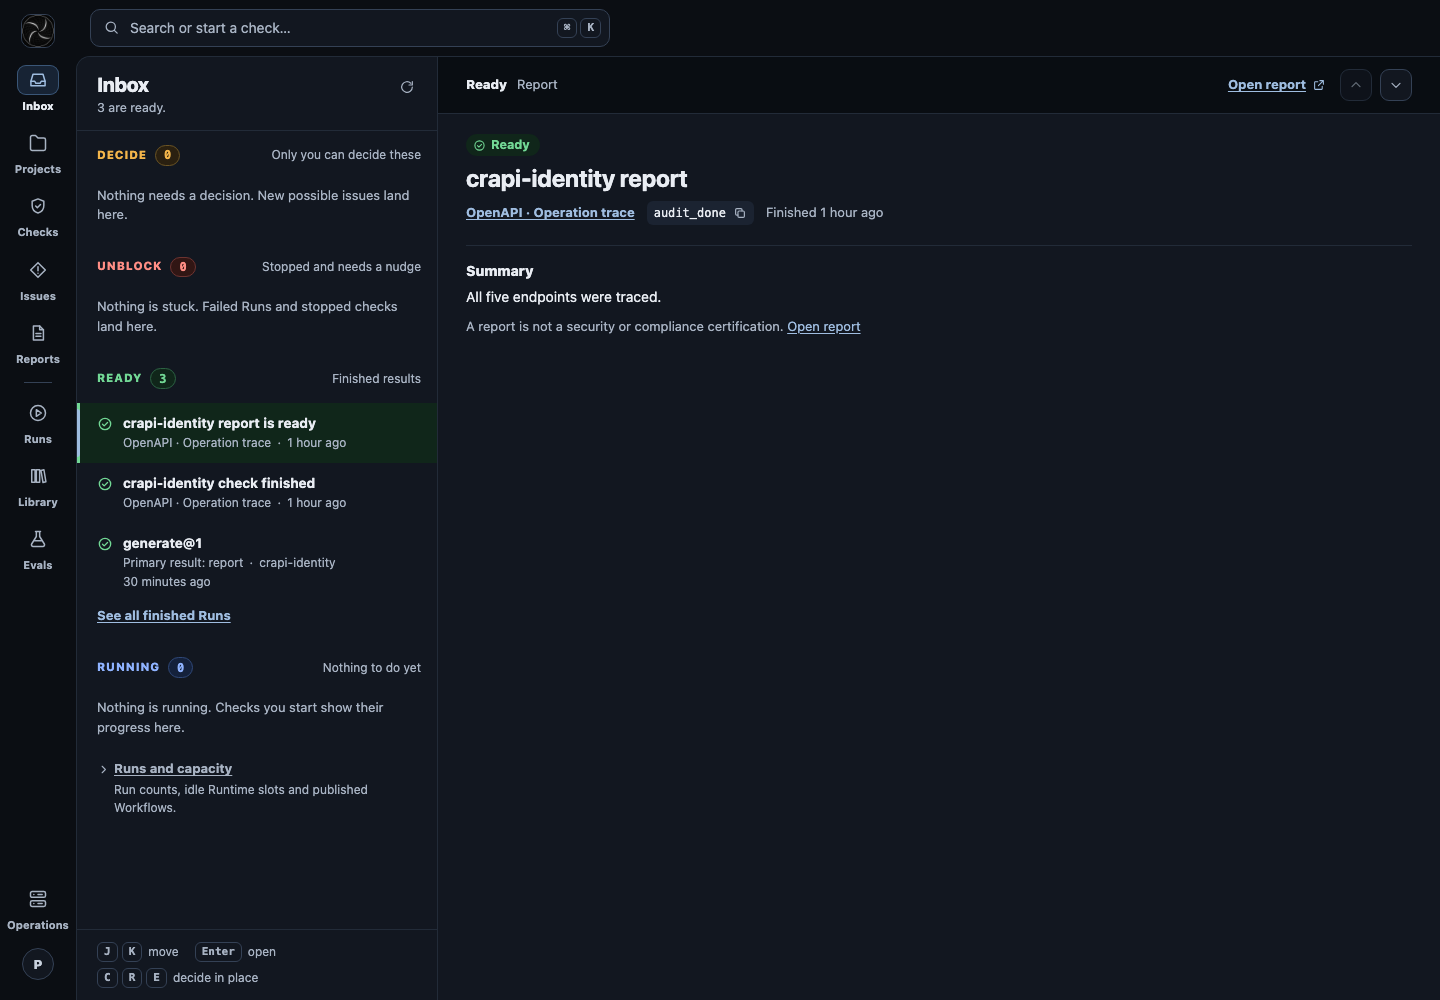 Search or start a check...
⌘ K
Inbox
Projects
Checks
Issues
Reports
Runs
Library
Evals
Operations
P
Inbox
3 are ready.
DECIDE 0 Only you can decide these
Nothing needs a decision. New possible issues land
here.
UNBLOCK 0 Stopped and needs a nudge
Nothing is stuck. Failed Runs and stopped checks
land here.
READY 3 Finished results
crapi-identity report is ready
OpenAPI · Operation trace · 1 hour ago
crapi-identity check finished
OpenAPI · Operation trace · 1 hour ago
generate@1
Primary result: report · crapi-identity
30 minutes ago
See all finished Runs
RUNNING 0 Nothing to do yet
Nothing is running. Checks you start show their
progress here.
Runs and capacity
Run counts, idle Runtime slots and published
Workflows.
J K move Enter open
C R E decide in place
Ready Report Open report
Ready
crapi-identity report
OpenAPI · Operation trace audit_done Finished 1 hour ago
Summary
All five endpoints were traced.
A report is not a security or compliance certification. Open report